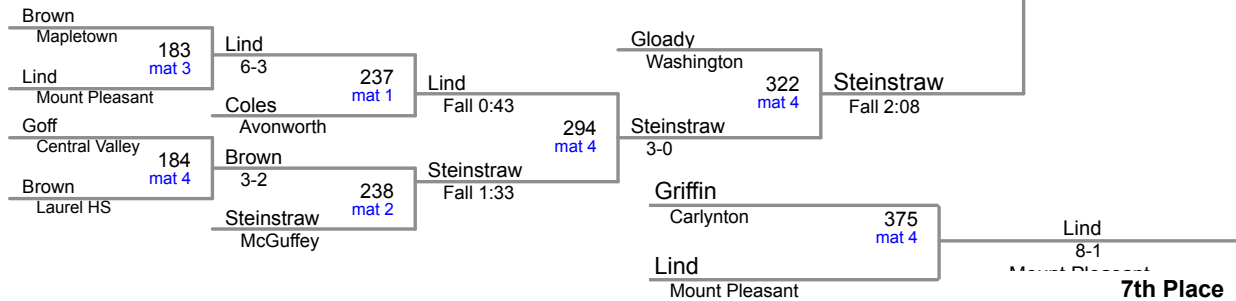 Brown
Mapletown
183
mat 3
Lind
Mount Pleasant
Goff
Central Valley
184
mat 4
Brown
Laurel HS
Lind
6-3
237
mat 1
Coles
Avonworth
Brown
3-2
238
mat 2
Steinstraw
McGuffey
Lind
Fall 0:43
294
mat 4
Steinstraw
Fall 1:33
Gloady
Washington
322
mat 4
Steinstraw
3-0
Steinstraw
Fall 2:08
Griffin
Carlynton
375
mat 4
Lind
Mount Pleasant
Lind
8-1
Mount Pleasant
7th Place